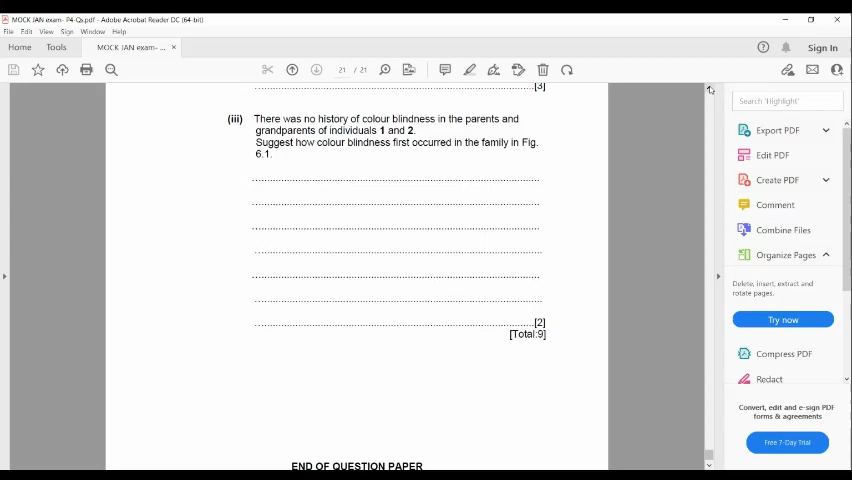 MOCK JAN exam- P4-Qs.pdf - Adobe Acrobat Reader DC (64-bit)
File Edit View Sign Window Help
Home Tools MOCK JAN exam- ... × Sign In
21 / 21
[3]
Search 'Highlight'
(iii) There was no history of colour blindness in the parents and
grandparents of individuals 1 and 2.
Suggest how colour blindness first occurred in the family in Fig.
6.1.
[2]
[Total:9]
END OF QUESTION PAPER
Export PDF
Edit PDF
Create PDF
Comment
Combine Files
Organize Pages
Delete, insert, extract and
rotate pages.
Try now
Compress PDF
Redact
Convert, edit and e-sign PDF
forms & agreements
Free 7-Day Trial